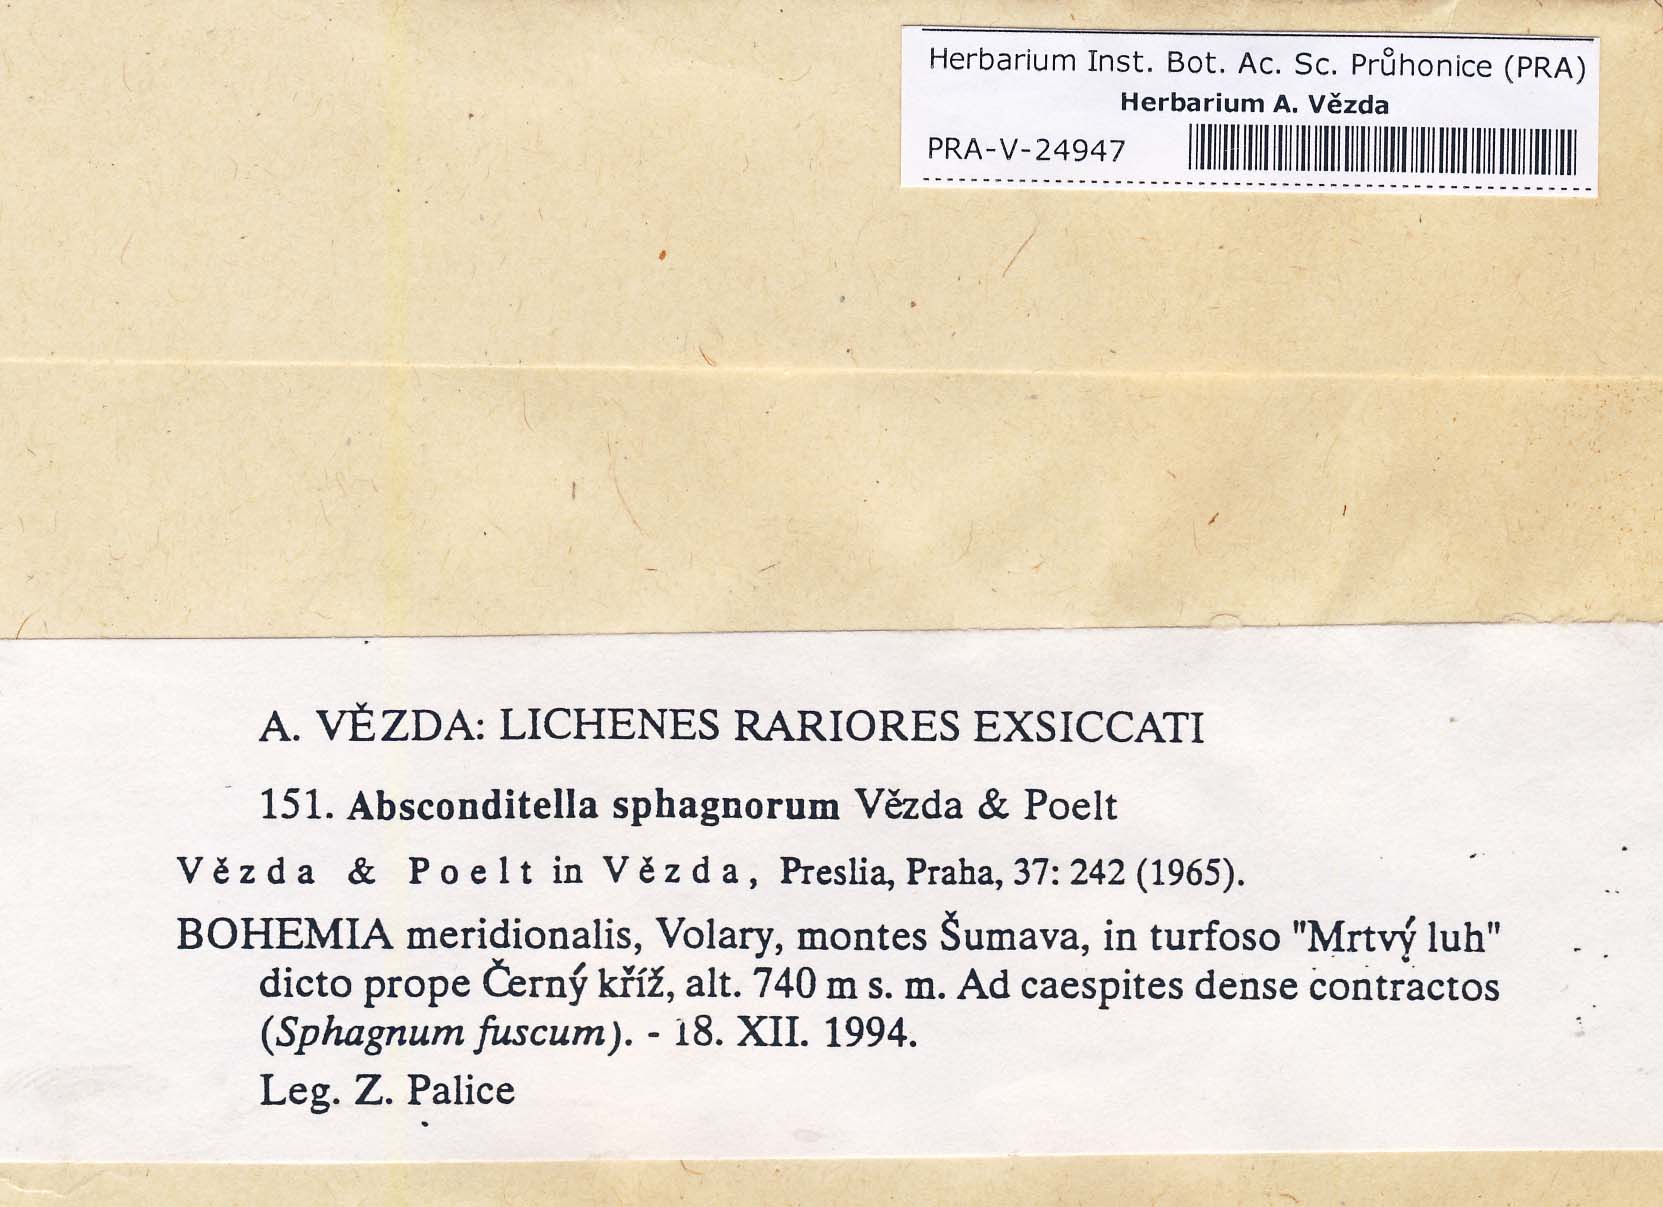 Herbarium Inst. Bot. Ac. Sc. Průhonice (PRA)
Herbarium A. Vězda
PRA-V-24947
A. VĚZDA: LICHENES RARIORES EXSICCATI
151. Absconditella sphagnorum Vězda & Poelt
Vězda & Poelt in Vězda, Preslia, Praha, 37: 242 (1965).
BOHEMIA meridionalis, Volary, montes Šumava, in turfoso "Mrtvý luh"
dicto prope Černý kříž, alt. 740 m s. m. Ad caespites dense contractos
(Sphagnum fuscum). - 18. XII. 1994.
Leg. Z. Palice